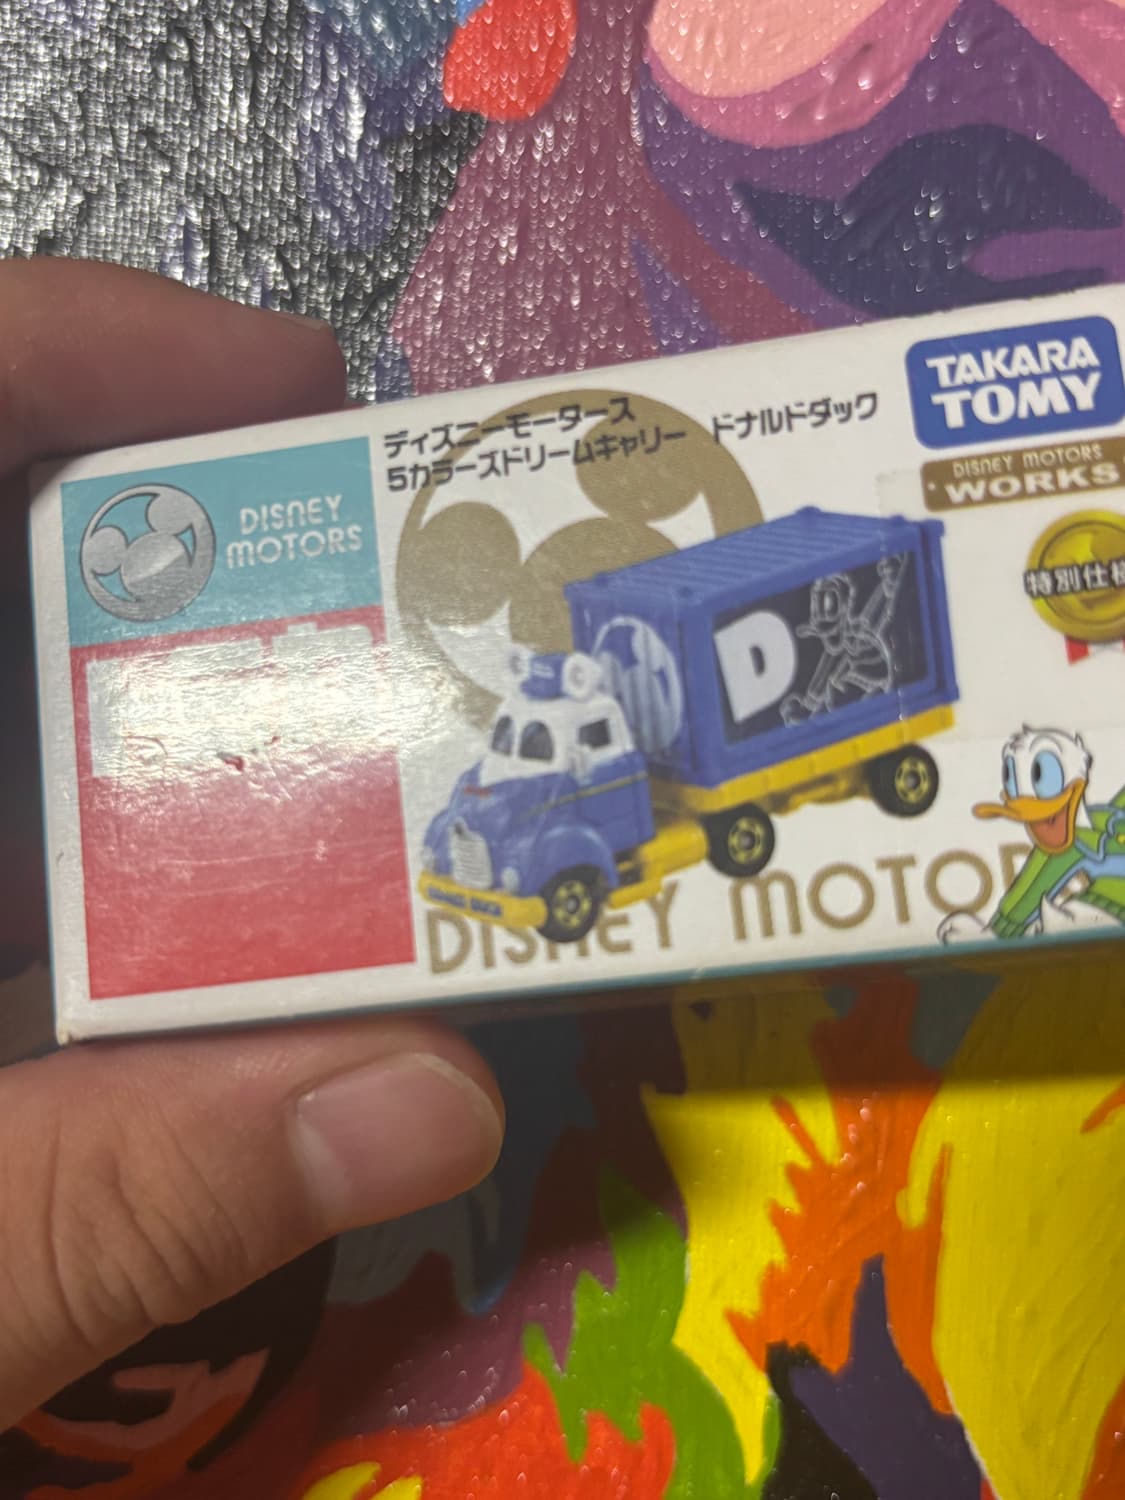 ディズニーモータース
5カラーズドリームキャリー ドナルドダック
TAKARA
TOMY
DISNEY MOTORS
WORKS
DISNEY
MOTORS
特別仕様
D
DISNEY MOTOR